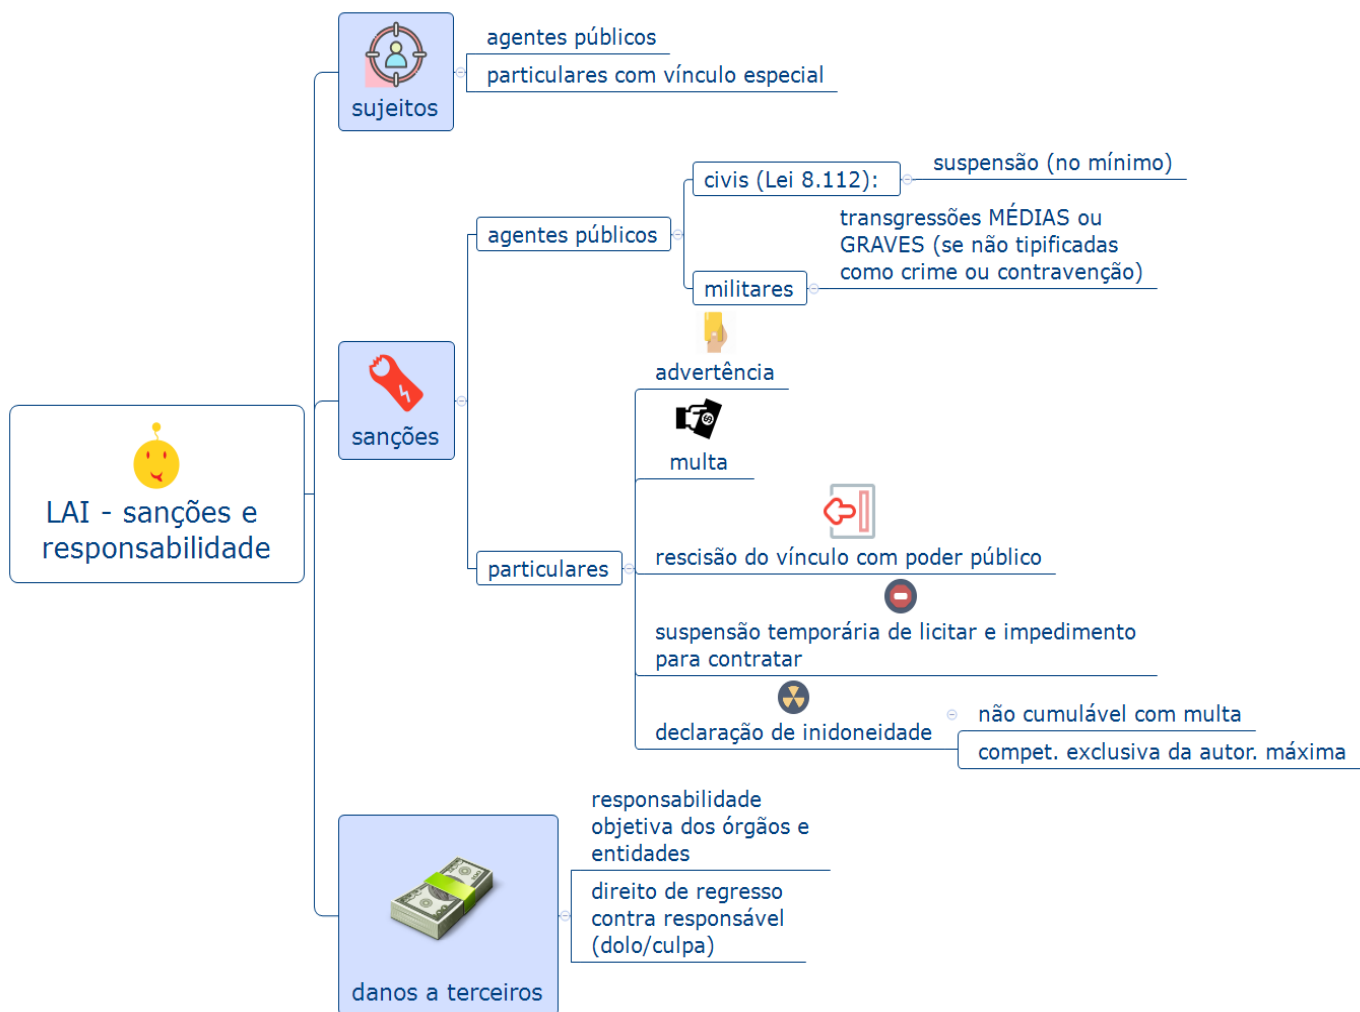 agentes públicos
particulares com vínculo especial
sujeitos
civis (Lei 8.112):
suspensão (no mínimo)
transgressões MÉDIAS ou
GRAVES (se não tipificadas
como crime ou contravenção)
agentes públicos
militares
advertência
sanções
multa
LAI - sanções e
responsabilidade
rescisão do vínculo com poder público
particulares
suspensão temporária de licitar e impedimento
para contratar
declaração de inidoneidade
não cumulável com multa
compet. exclusiva da autor. máxima
responsabilidade
objetiva dos órgãos e
entidades
direito de regresso
contra responsável
(dolo/culpa)
danos a terceiros